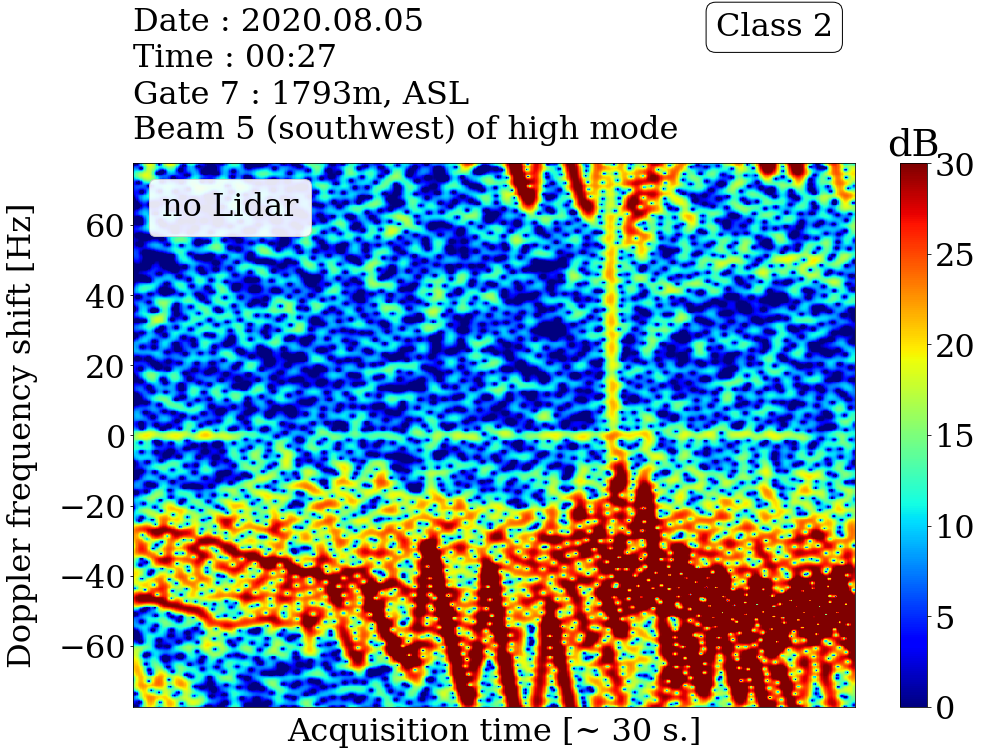 Date : 2020.08.05
Time : 00:27
Gate 7 : 1793m, ASL
Beam 5 (southwest) of high mode
Class 2
dB
no Lidar
Doppler frequency shift [Hz]
60
40
20
0
−20
−40
−60
30
25
20
15
10
5
0
Acquisition time [~ 30 s.]